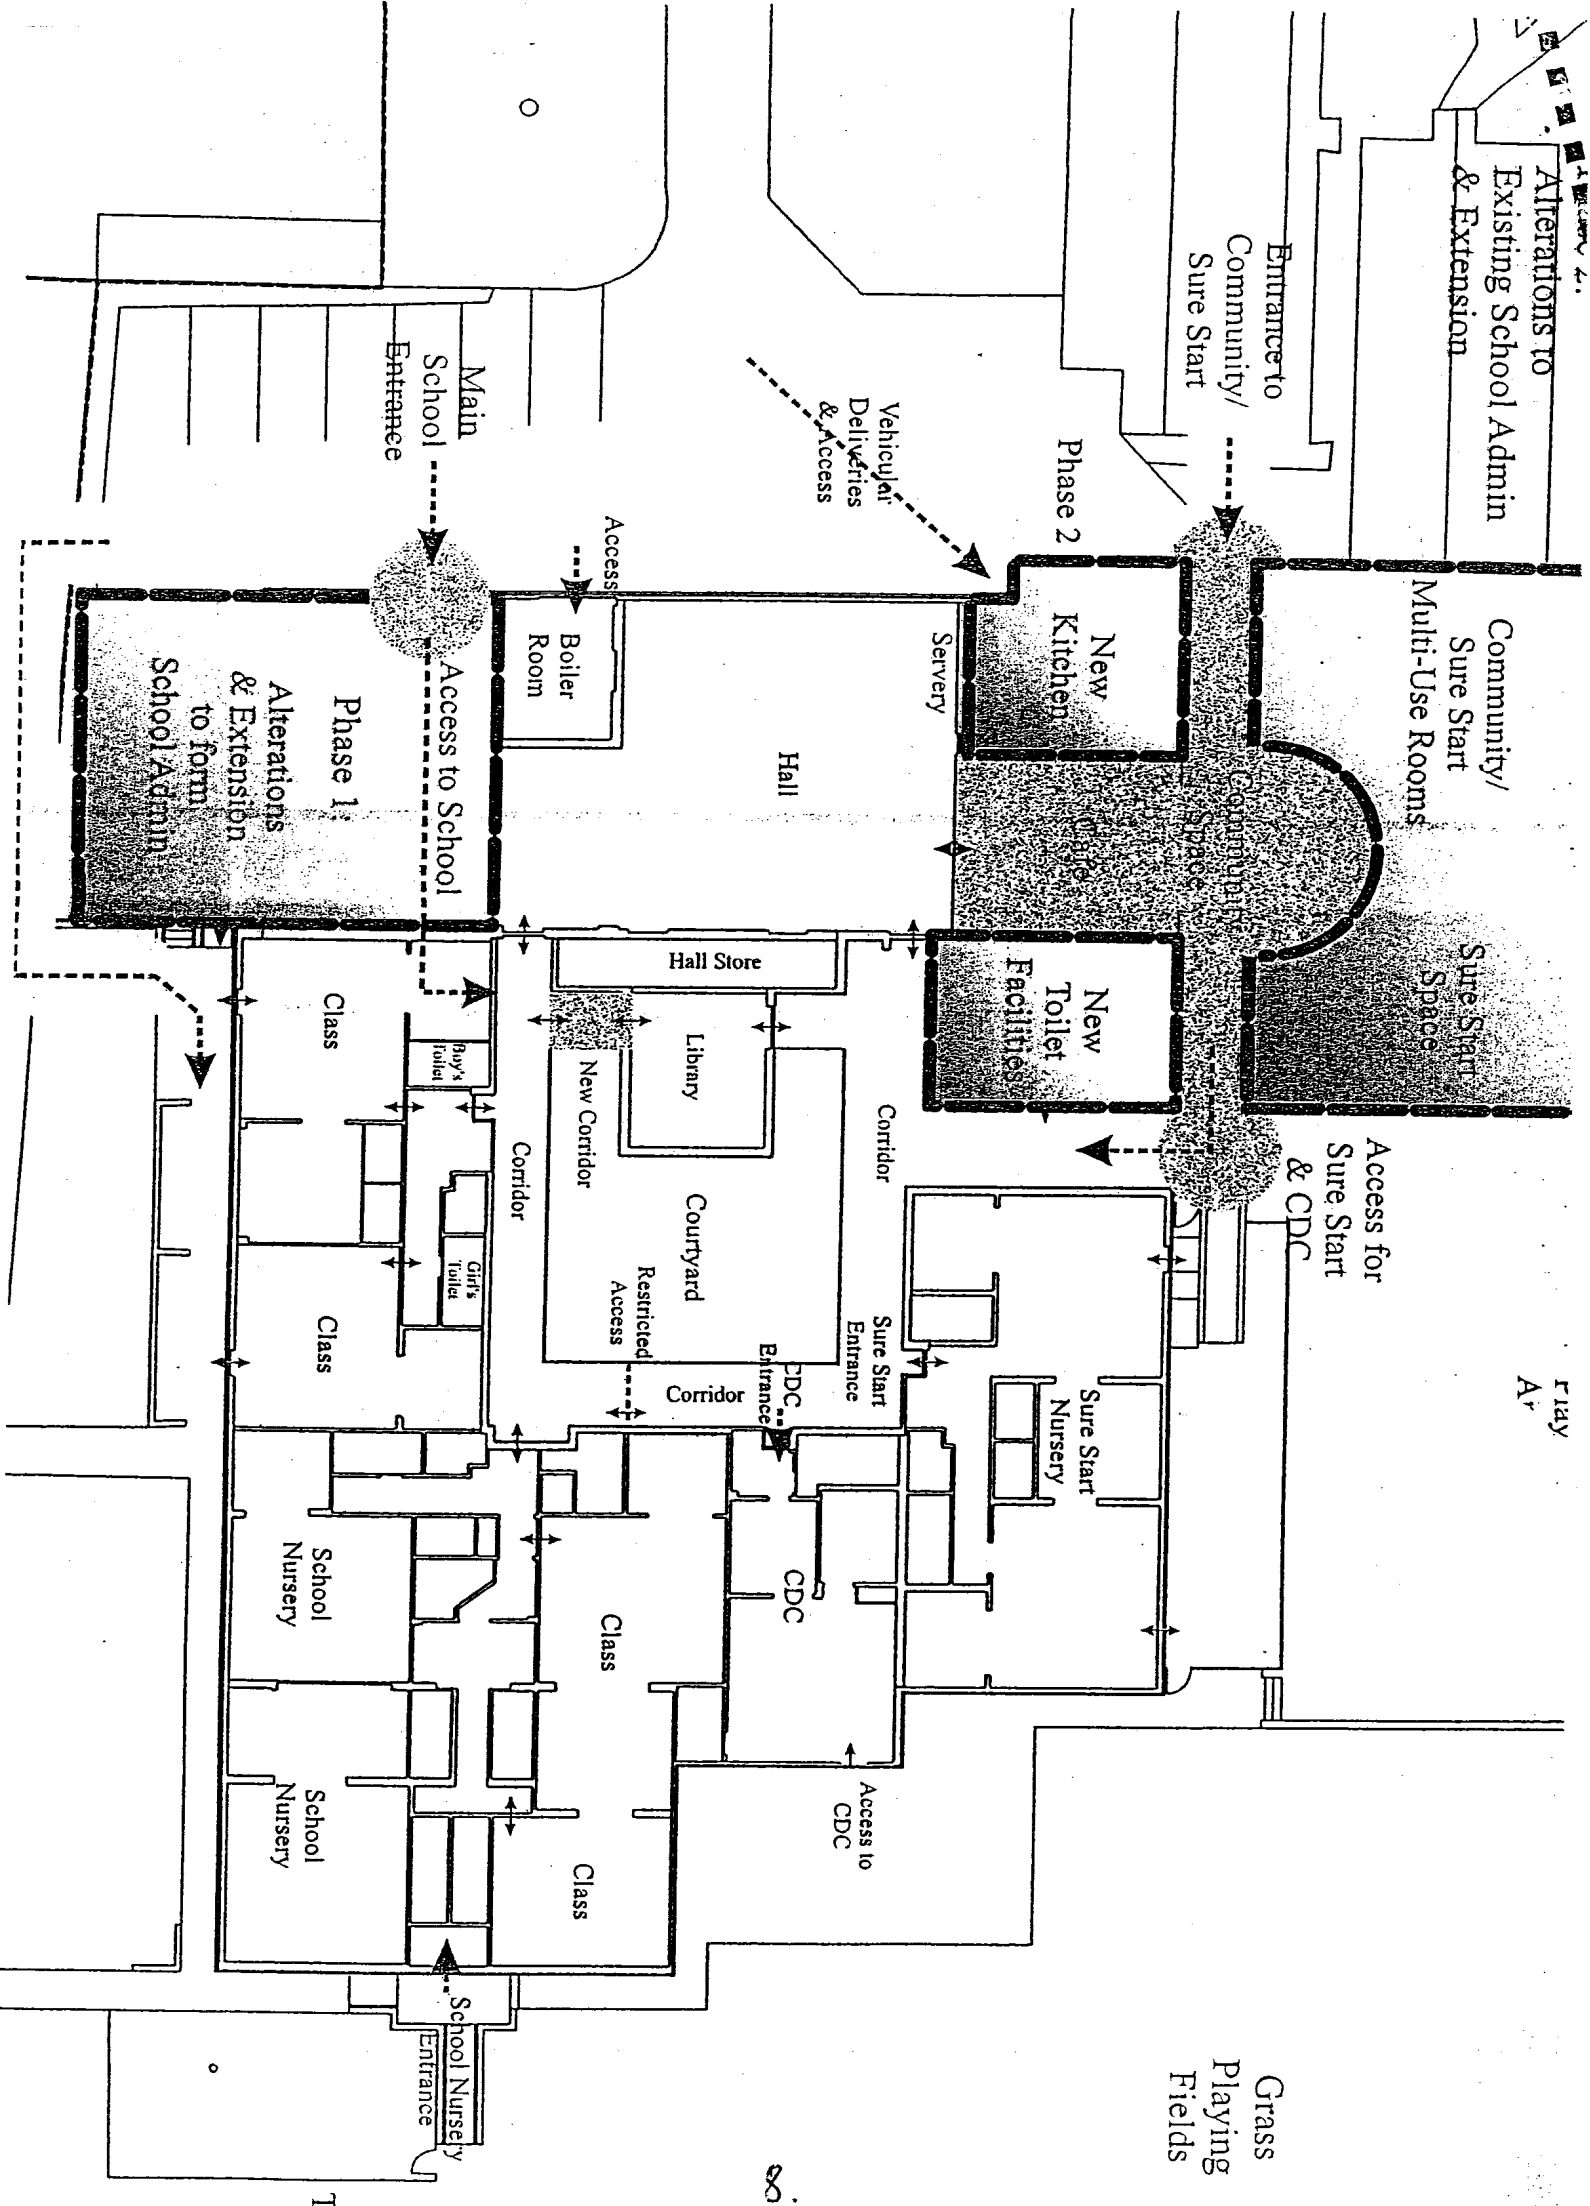 Alterations to
Existing School Admin
& Extension
Entrance to
Community/
Sure Start
Phase 2
Vehicular
Deliveries
& Access
Access
Main
School
Entrance
Community/
Sure Start
Multi-Use Rooms
Sure Start
Space
Community
Space
Cafe
New
Kitchen
Servery
Hall
Boiler
Room
Access to School
Phase 1
Alterations
& Extension
to form
School Admin
New
Toilet
Facilities
Hall Store
Library
New Corridor
Corridor
Courtyard
Corridor
Class
Boy's
Toilet
Girl's
Toilet
Class
Access for
Sure Start
& CDC
Restricted
Access
Corridor
CDC
Entrance
Sure Start
Entrance
Sure Start
Nursery
Play
CDC
Class
School
Nursery
Access to
CDC
Class
School
Nursery
School Nursery
Entrance
Grass
Playing
Fields
8.